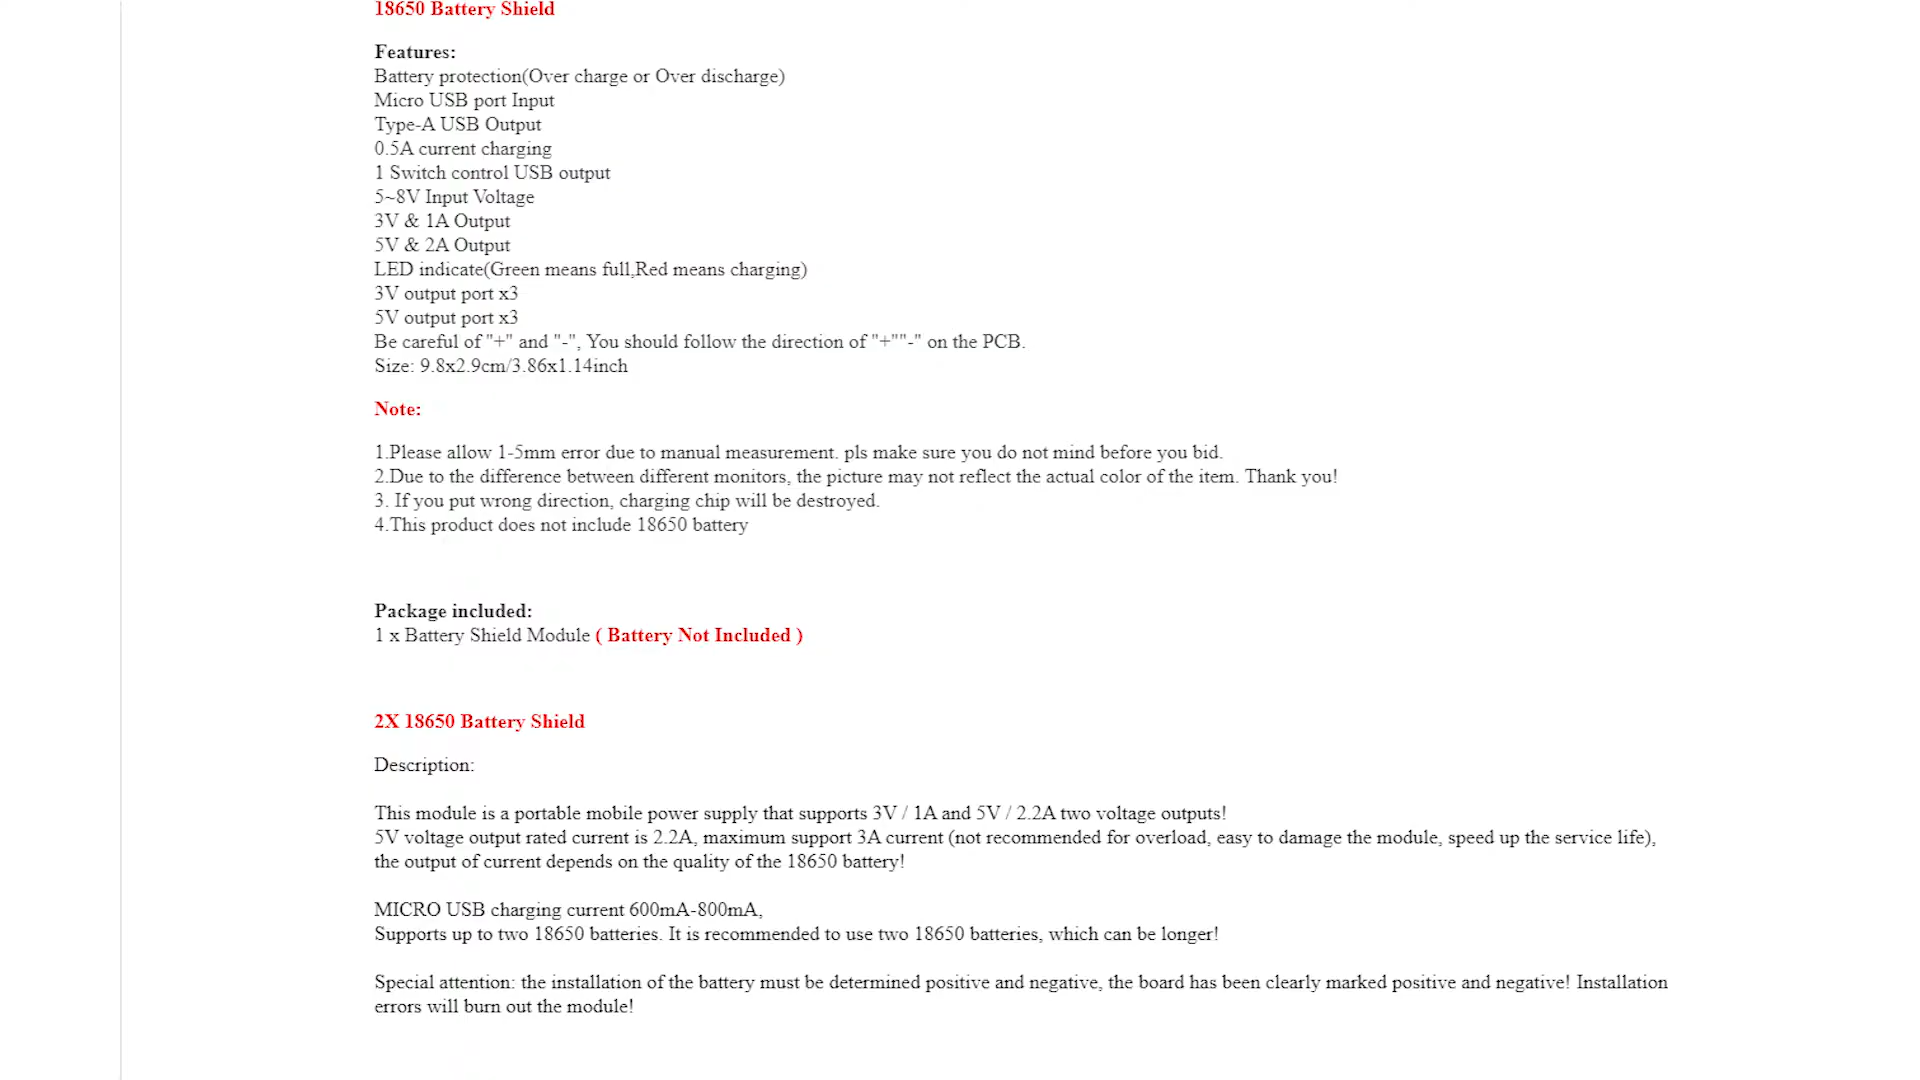 18650 Battery Shield
Features:
Battery protection(Over charge or Over discharge)
Micro USB port Input
Type-A USB Output
0.5A current charging
1 Switch control USB output
5~8V Input Voltage
3V & 1A Output
5V & 2A Output
LED indicate(Green means full,Red means charging)
3V output port x3
5V output port x3
Be careful of "+" and "-", You should follow the direction of "+""-" on the PCB.
Size: 9.8x2.9cm/3.86x1.14inch
Note:
1.Please allow 1-5mm error due to manual measurement. pls make sure you do not mind before you bid.
2.Due to the difference between different monitors, the picture may not reflect the actual color of the item. Thank you!
3. If you put wrong direction, charging chip will be destroyed.
4.This product does not include 18650 battery
Package included:
1 x Battery Shield Module ( Battery Not Included )
2X 18650 Battery Shield
Description:
This module is a portable mobile power supply that supports 3V / 1A and 5V / 2.2A two voltage outputs!
5V voltage output rated current is 2.2A, maximum support 3A current (not recommended for overload, easy to damage the module, speed up the service life),
the output of current depends on the quality of the 18650 battery!
MICRO USB charging current 600mA-800mA,
Supports up to two 18650 batteries. It is recommended to use two 18650 batteries, which can be longer!
Special attention: the installation of the battery must be determined positive and negative, the board has been clearly marked positive and negative! Installation
errors will burn out the module!